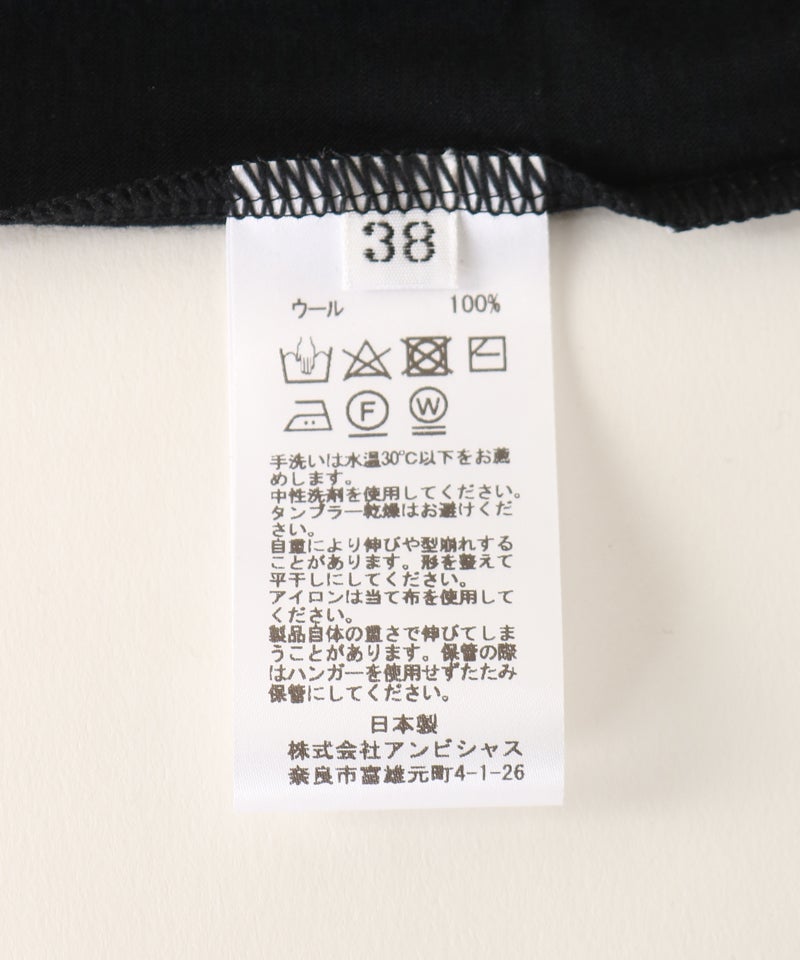 38
ウール 100%
F W
手洗いは水温30℃以下をお薦
めします。
中性洗剤を使用してください。
タンブラー乾燥はお避けくだ
さい。
自重により伸びや型崩れする
ことがあります。形を整えて
平干しにしてください。
アイロンは当て布を使用して
ください。
製品自体の重さで伸びてしま
うことがあります。保管の際
はハンガーを使用せずたたみ
保管にしてください。
日本製
株式会社アンビシャス
奈良市富雄元町4-1-26